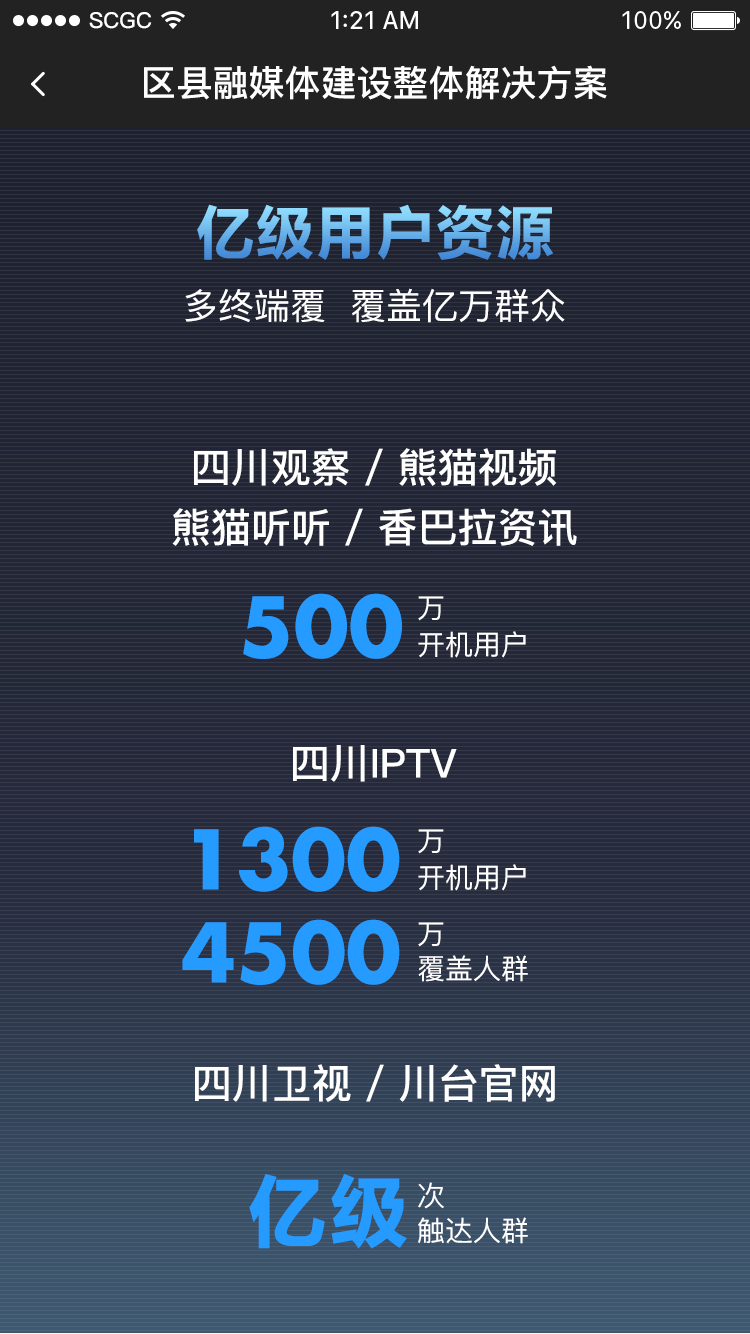 SCGC 1:21 AM 100%
区县融媒体建设整体解决方案
亿级用户资源
多终端覆 覆盖亿万群众
四川观察 / 熊猫视频
熊猫听听 / 香巴拉资讯
500 万
开机用户
四川IPTV
1300 万
开机用户
4500 万
覆盖人群
四川卫视 / 川台官网
亿级 次
触达人群